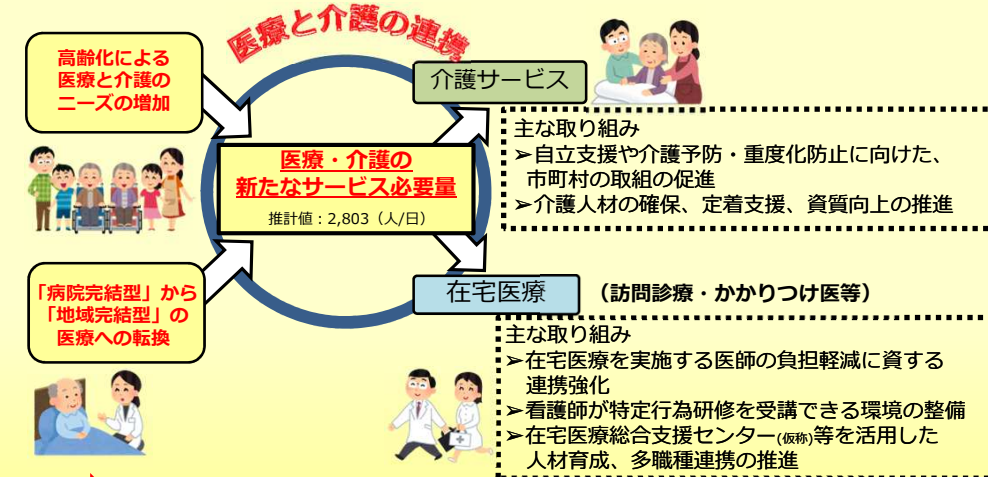 医療と介護の連携
高齢化による
医療と介護の
ニーズの増加
介護サービス
主な取り組み
➢自立支援や介護予防・重度化防止に向けた、
市町村の取組の促進
➢介護人材の確保、定着支援、資質向上の推進
医療・介護の
新たなサービス必要量
推計値：2,803（人/日）
「病院完結型」から
「地域完結型」の
医療への転換
在宅医療
（訪問診療・かかりつけ医等）
主な取り組み
➢在宅医療を実施する医師の負担軽減に資する
連携強化
➢看護師が特定行為研修を受講できる環境の整備
➢在宅医療総合支援センター(仮称)等を活用した
人材育成、多職種連携の推進